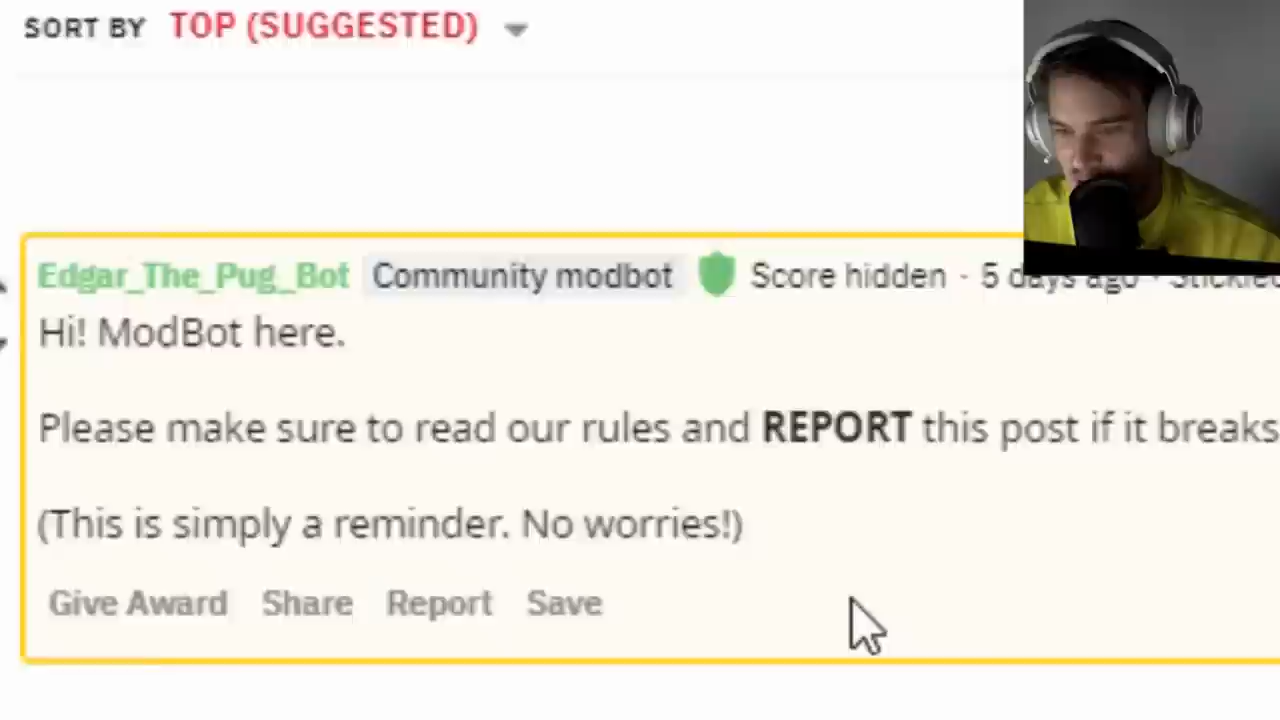 SORT BY TOP (SUGGESTED)
Edgar_The_Pug_Bot Community modbot Score hidden · 5 days ago · Stickied
Hi! ModBot here.
Please make sure to read our rules and REPORT this post if it breaks
(This is simply a reminder. No worries!)
Give Award Share Report Save